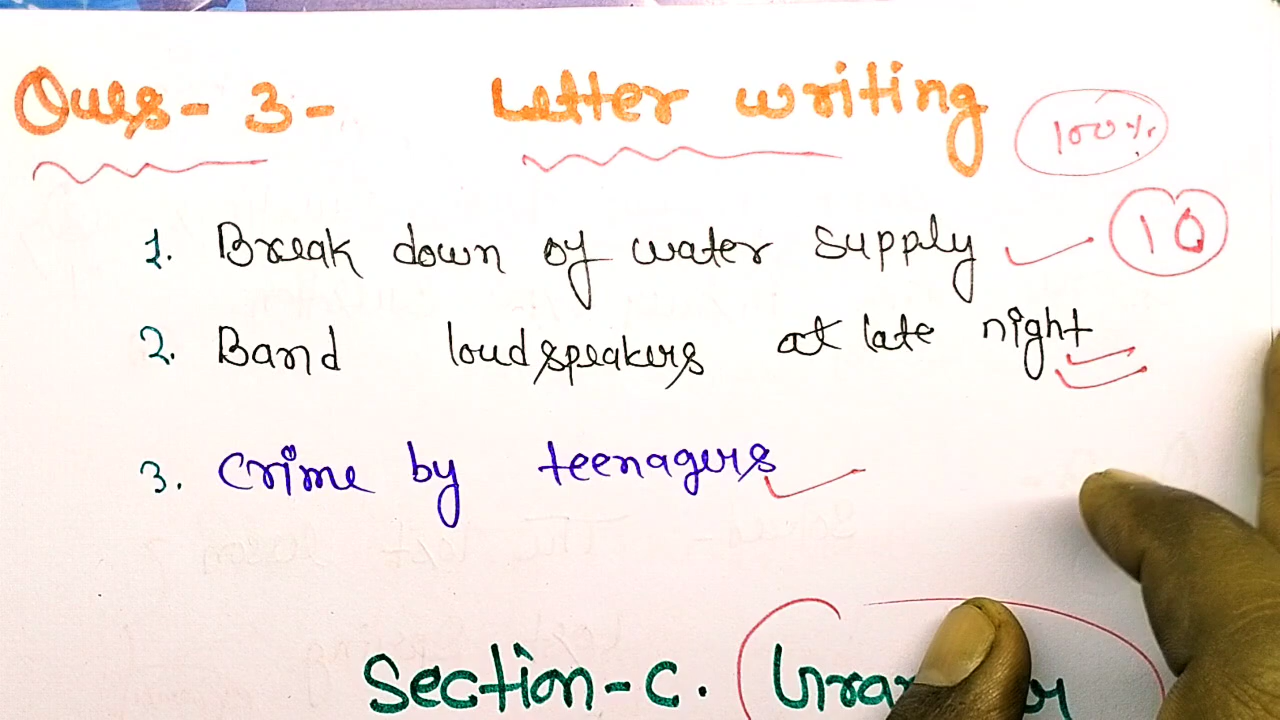 Ques- 3- Letter writing 100%
1. Break down of water supply 10
2. Band loudspeakers at late night
3. Crime by teenagers
Section-C.